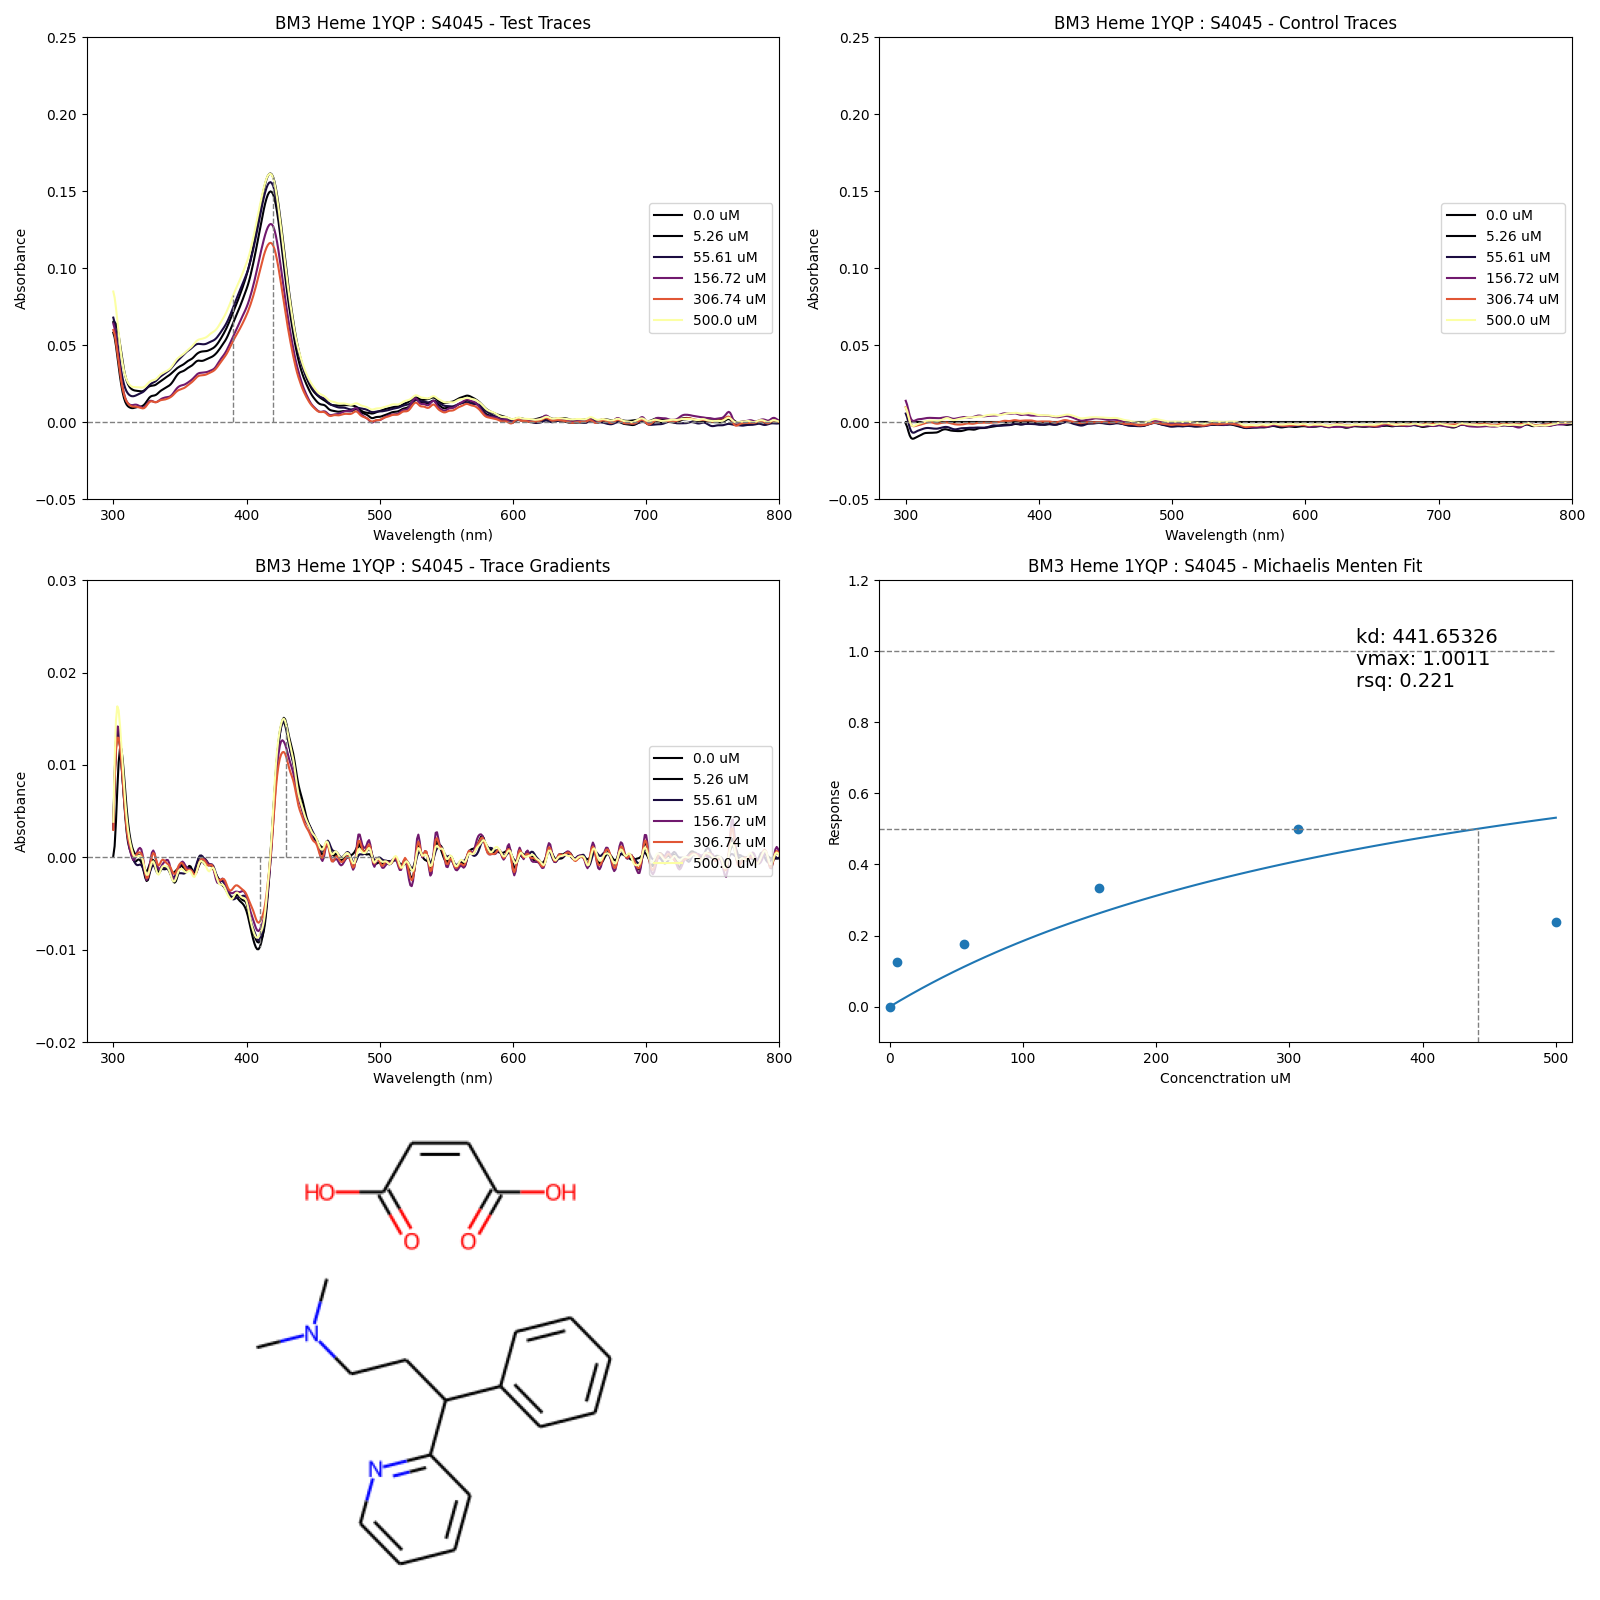 BM3 Heme 1YQP : S4045 - Test Traces
0.25
0.20
0.15
0.10
0.05
0.00
−0.05
Absorbance
0.0 uM
5.26 uM
55.61 uM
156.72 uM
306.74 uM
500.0 uM
300 400 500 600 700 800
Wavelength (nm)
BM3 Heme 1YQP : S4045 - Control Traces
0.25
0.20
0.15
0.10
0.05
0.00
−0.05
Absorbance
0.0 uM
5.26 uM
55.61 uM
156.72 uM
306.74 uM
500.0 uM
300 400 500 600 700 800
Wavelength (nm)
BM3 Heme 1YQP : S4045 - Trace Gradients
0.03
0.02
0.01
0.00
−0.01
−0.02
Absorbance
0.0 uM
5.26 uM
55.61 uM
156.72 uM
306.74 uM
500.0 uM
300 400 500 600 700 800
Wavelength (nm)
BM3 Heme 1YQP : S4045 - Michaelis Menten Fit
1.2
1.0
0.8
0.6
0.4
0.2
0.0
Response
kd: 441.65326
vmax: 1.0011
rsq: 0.221
0 100 200 300 400 500
Concenctration uM
HO OH
O O
N
N